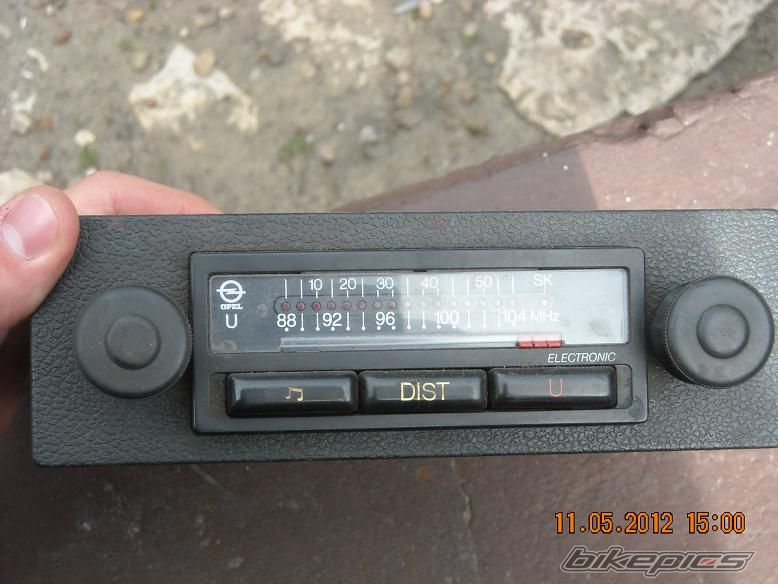 10 20 30 40 50 SK
OPEL
U 88 92 96 100 104 MHz
ELECTRONIC
DIST U
11.05.2012 15:00
bikepics